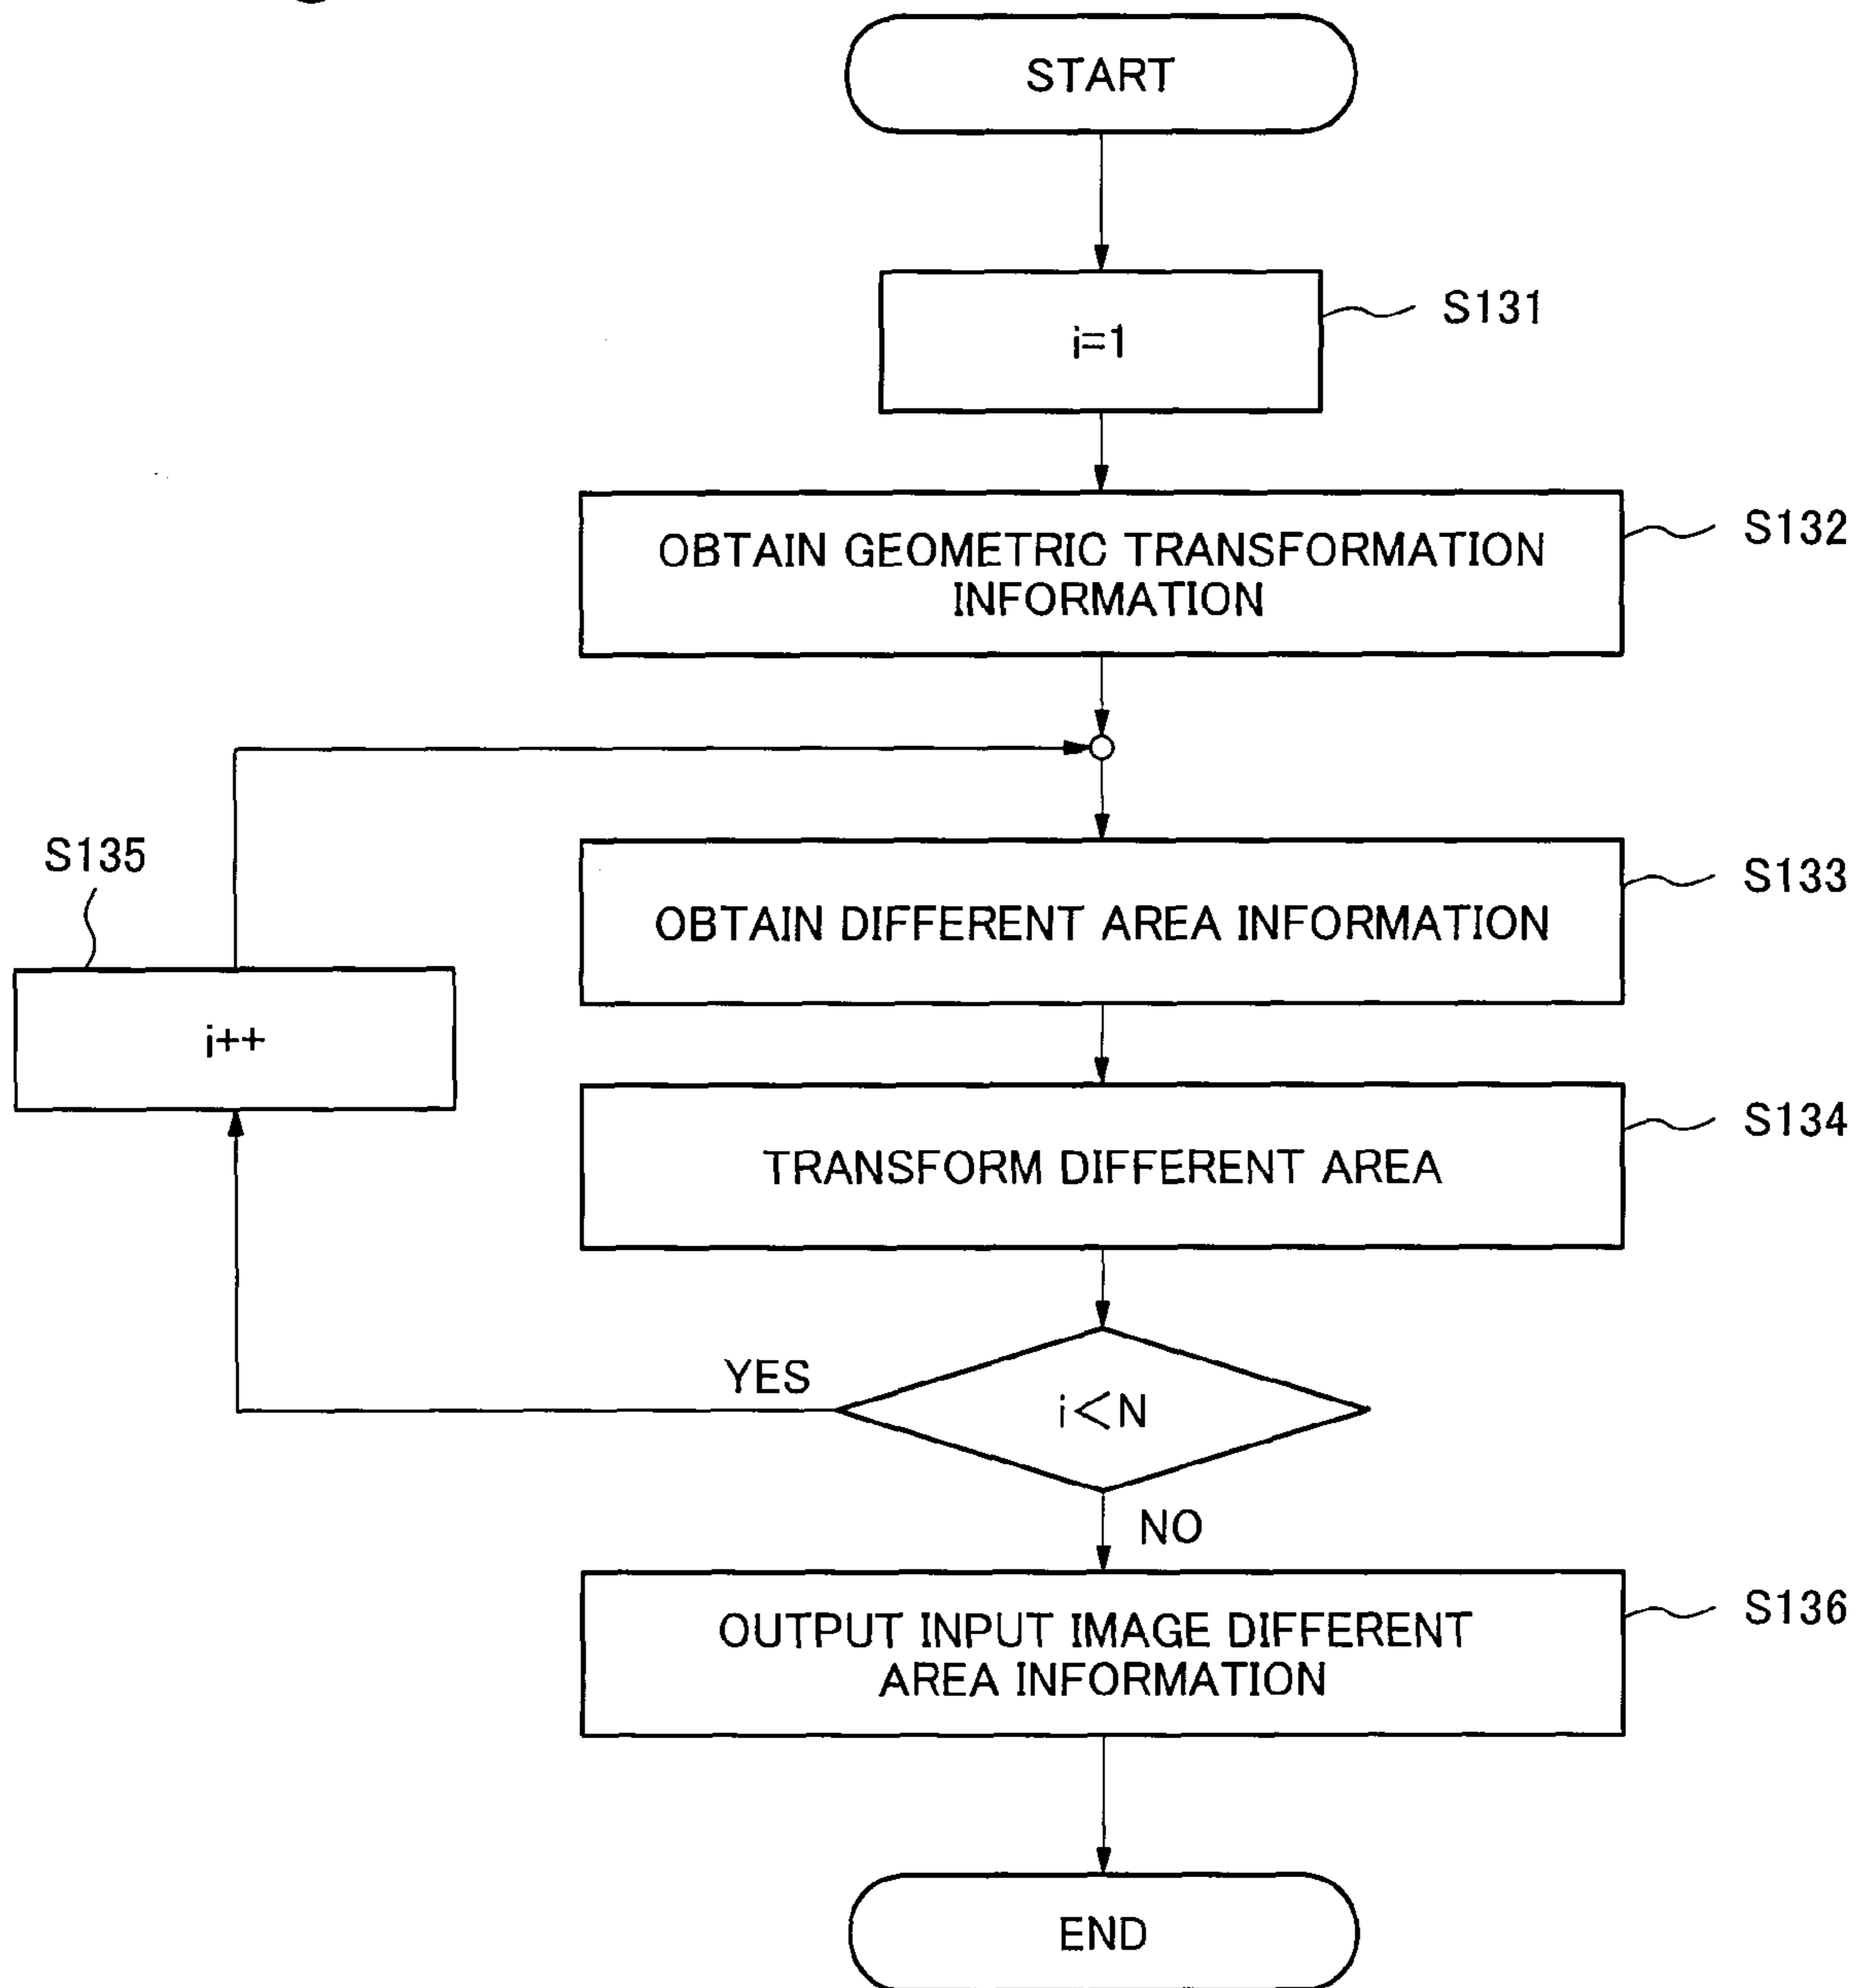 START
i=1
S131
OBTAIN GEOMETRIC TRANSFORMATION
INFORMATION
S132
S135
i++
OBTAIN DIFFERENT AREA INFORMATION
S133
TRANSFORM DIFFERENT AREA
S134
YES
i<N
NO
OUTPUT INPUT IMAGE DIFFERENT
AREA INFORMATION
S136
END